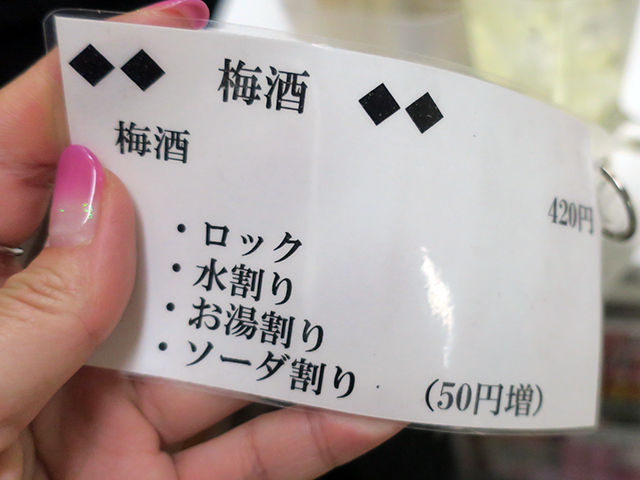 ◆◆ 梅酒 ◆◆
梅酒
420円
・ロック
・水割り
・お湯割り
・ソーダ割り (50円増)